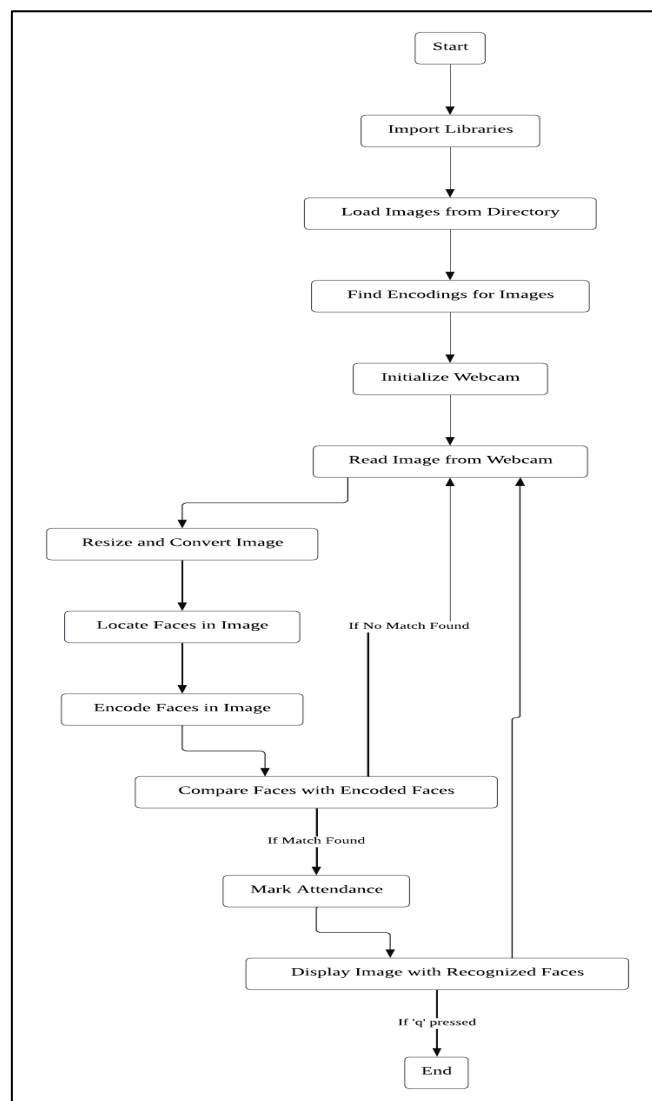 Start
Import Libraries
Load Images from Directory
Find Encodings for Images
Initialize Webcam
Read Image from Webcam
Resize and Convert Image
Locate Faces in Image
If No Match Found
Encode Faces in Image
Compare Faces with Encoded Faces
If Match Found
Mark Attendance
Display Image with Recognized Faces
If 'q' pressed
End